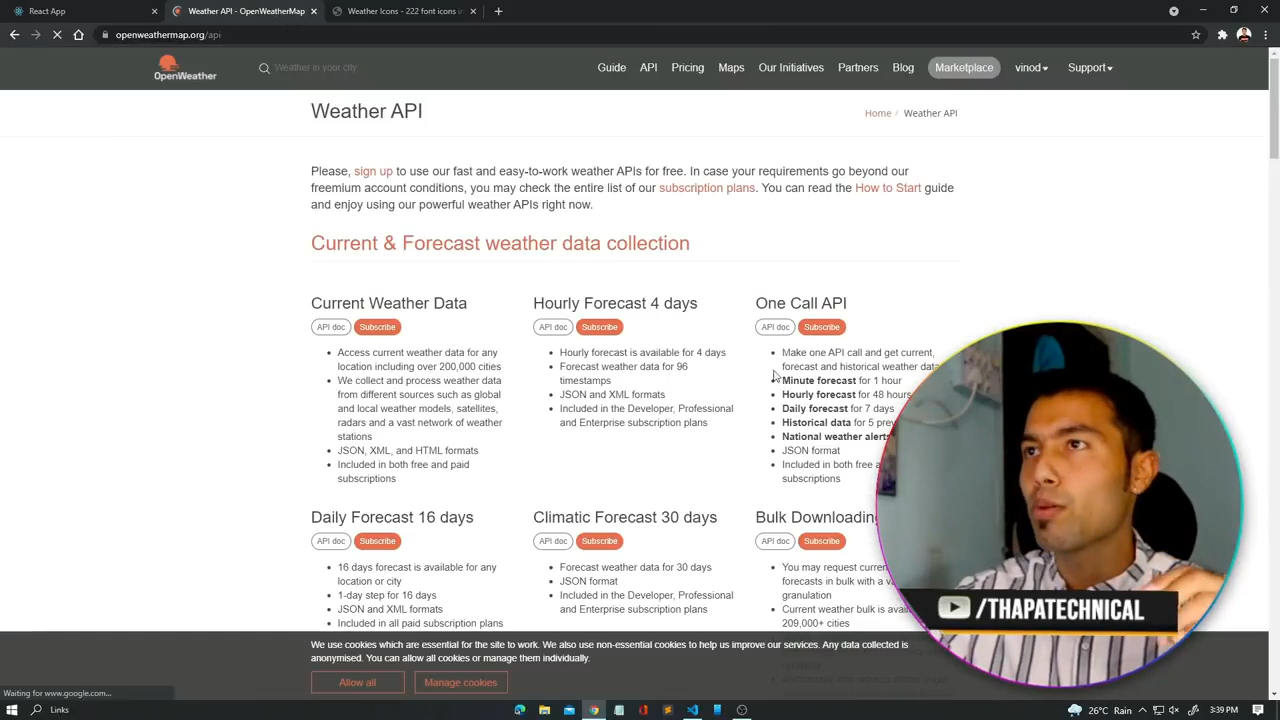 React App
Weather API - OpenWeatherMap
Weather Icons - 222 font icons in
openweathermap.org/api
OpenWeather
Weather in your city
Guide
API
Pricing
Maps
Our Initiatives
Partners
Blog
Marketplace
vinod
Support
Weather API
Home / Weather API
Please, sign up to use our fast and easy-to-work weather APIs for free. In case your requirements go beyond our
freemium account conditions, you may check the entire list of our subscription plans. You can read the How to Start guide
and enjoy using our powerful weather APIs right now.
Current & Forecast weather data collection
Current Weather Data
API doc
Subscribe
Access current weather data for any
location including over 200,000 cities
We collect and process weather data
from different sources such as global
and local weather models, satellites,
radars and a vast network of weather
stations
JSON, XML, and HTML formats
Included in both free and paid
subscriptions
Hourly Forecast 4 days
API doc
Subscribe
Hourly forecast is available for 4 days
Forecast weather data for 96
timestamps
JSON and XML formats
Included in the Developer, Professional
and Enterprise subscription plans
One Call API
API doc
Subscribe
Make one API call and get current,
forecast and historical weather data
Minute forecast for 1 hour
Hourly forecast for 48 hours
Daily forecast for 7 days
Historical data for 5 prev
National weather alerts
JSON format
Included in both free a
subscriptions
Daily Forecast 16 days
API doc
Subscribe
16 days forecast is available for any
location or city
1-day step for 16 days
JSON and XML formats
Included in all paid subscription plans
Climatic Forecast 30 days
API doc
Subscribe
Forecast weather data for 30 days
JSON format
Included in the Developer, Professional
and Enterprise subscription plans
Bulk Downloading
API doc
Subscribe
You may request curren
forecasts in bulk with a v
granulation
Current weather bulk is avail
209,000+ cities
/THAPATECHNICAL
We use cookies which are essential for the site to work. We also use non-essential cookies to help us improve our services. Any data collected is
anonymised. You can allow all cookies or manage them individually.
Allow all
Manage cookies
Waiting for www.google.com...
Links
26°C Rain
3:39 PM